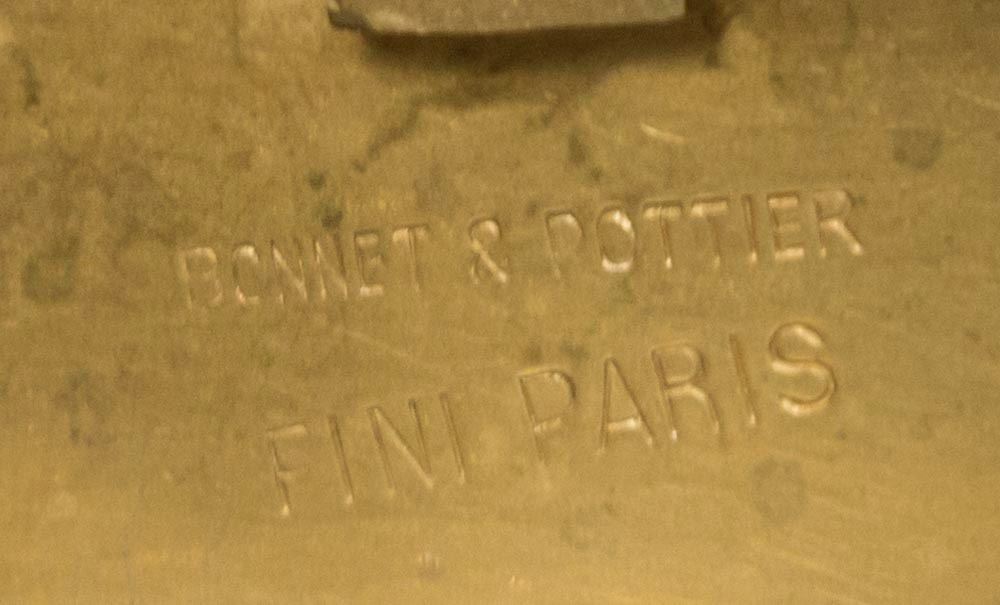 BONNET & POTTIER
FINI PARIS